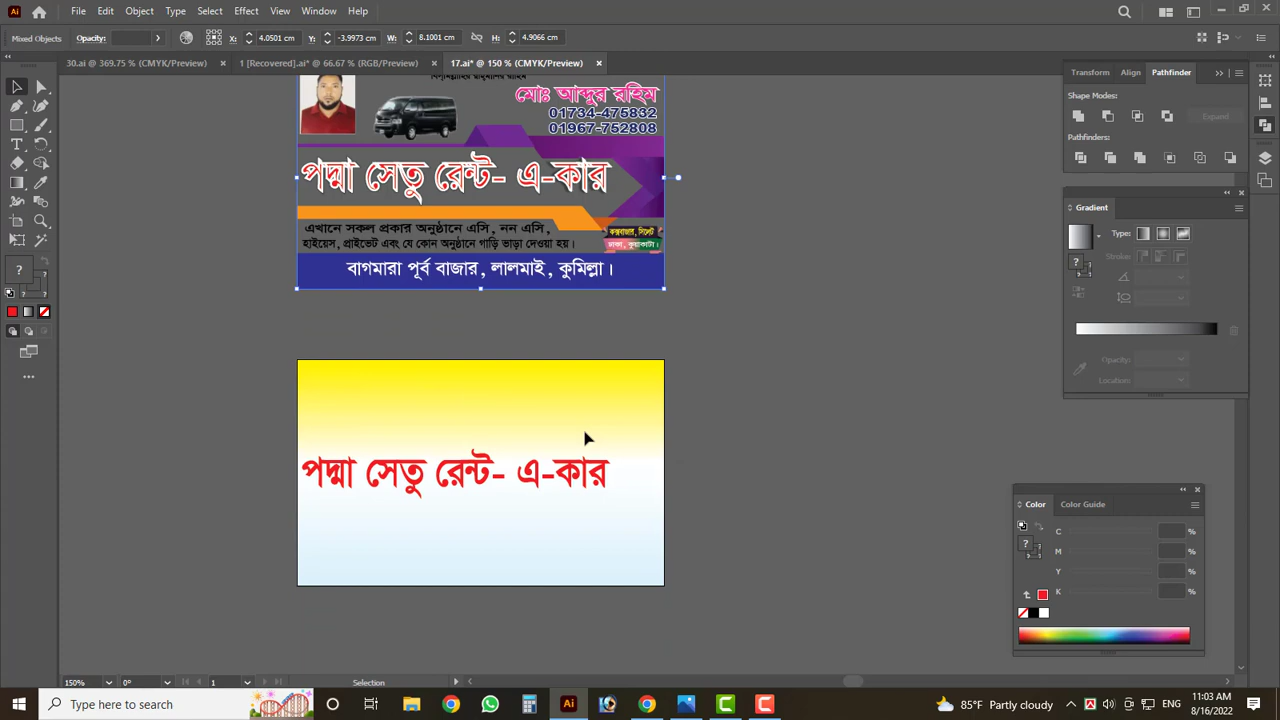 File Edit Object Type Select Effect View Window Help
Mixed Objects Opacity: X: 4.0501 cm Y: -3.9973 cm W: 8.1001 cm H: 4.9066 cm
30.ai @ 369.75 % (CMYK/Preview) × 1 [Recovered].ai* @ 66.67 % (RGB/Preview) × 17.ai* @ 150 % (CMYK/Preview) ×
মোঃ আব্দুর রহিম
01734-475832
01967-752808
পদ্মা সেতু রেন্ট- এ-কার
এখানে সকল প্রকার অনুষ্ঠানে এসি, নন এসি,
হাইয়েস, প্রাইভেট এবং যে কোন অনুষ্ঠানে গাড়ি ভাড়া দেওয়া হয়।
কক্সবাজার, সিলেট
ঢাকা, কুয়াকাটা।
বাগমারা পূর্ব বাজার, লালমাই, কুমিল্লা।
পদ্মা সেতু রেন্ট- এ-কার
Transform Align Pathfinder
Shape Modes:
Expand
Pathfinders:
Gradient
Type:
Stroke:
Opacity:
Location:
Color Color Guide
C %
M %
Y %
K %
150% 0° 1 Selection
Type here to search
85°F Partly cloudy ENG
11:03 AM
8/16/2022